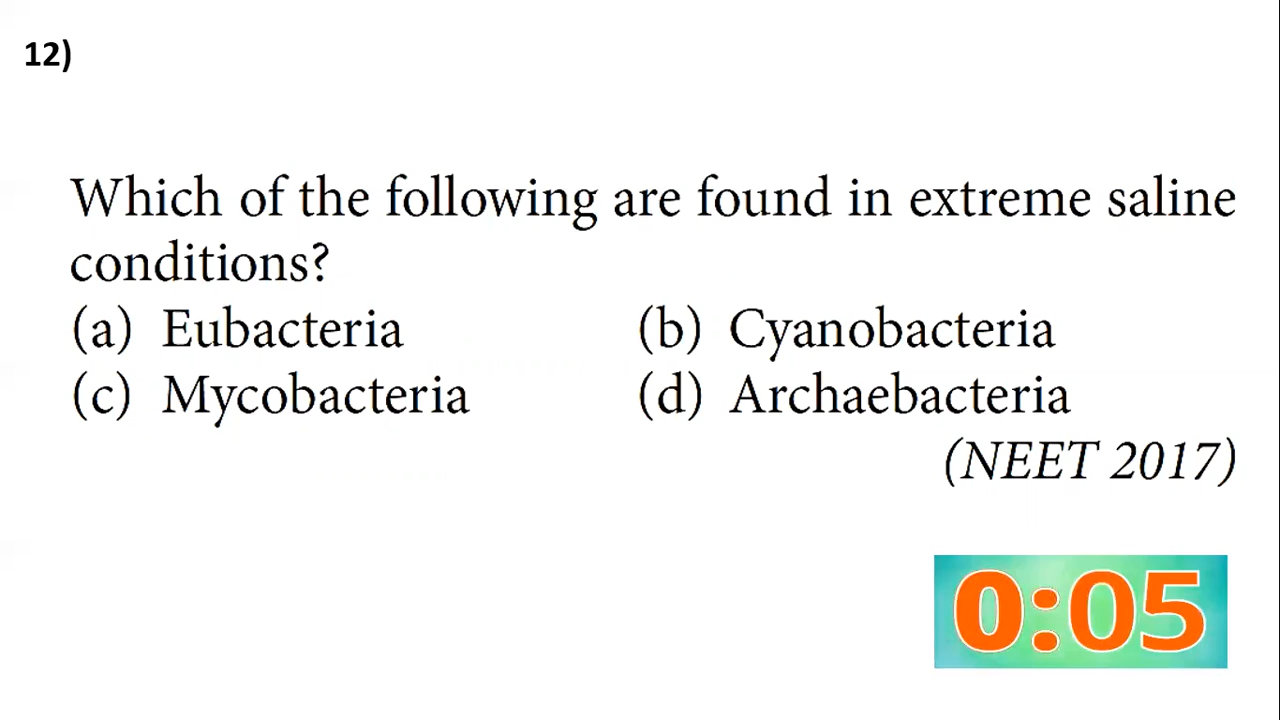 12)
Which of the following are found in extreme saline
conditions?
(a) Eubacteria (b) Cyanobacteria
(c) Mycobacteria (d) Archaebacteria
(NEET 2017)
0:05